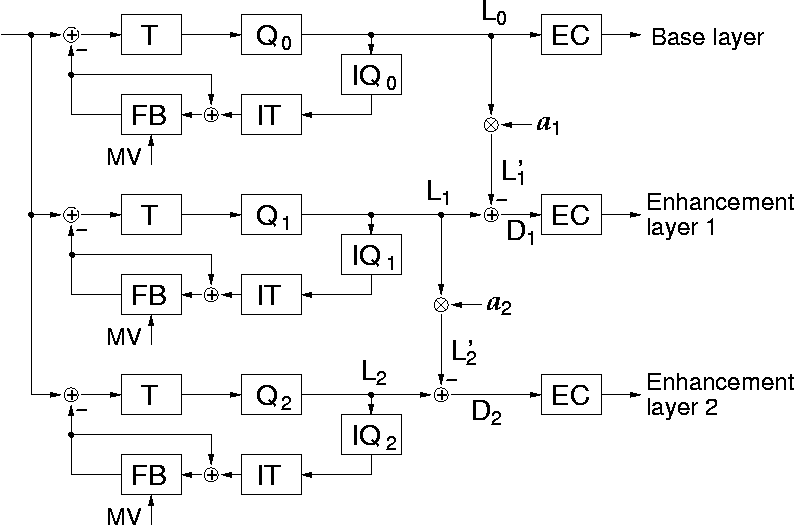 L0
T
Q0
EC
Base layer
IQ0
FB
IT
MV
a1
L'1
L1
T
Q1
D1
EC
Enhancement
layer 1
IQ1
FB
IT
MV
a2
L'2
L2
T
Q2
D2
EC
Enhancement
layer 2
IQ2
FB
IT
MV